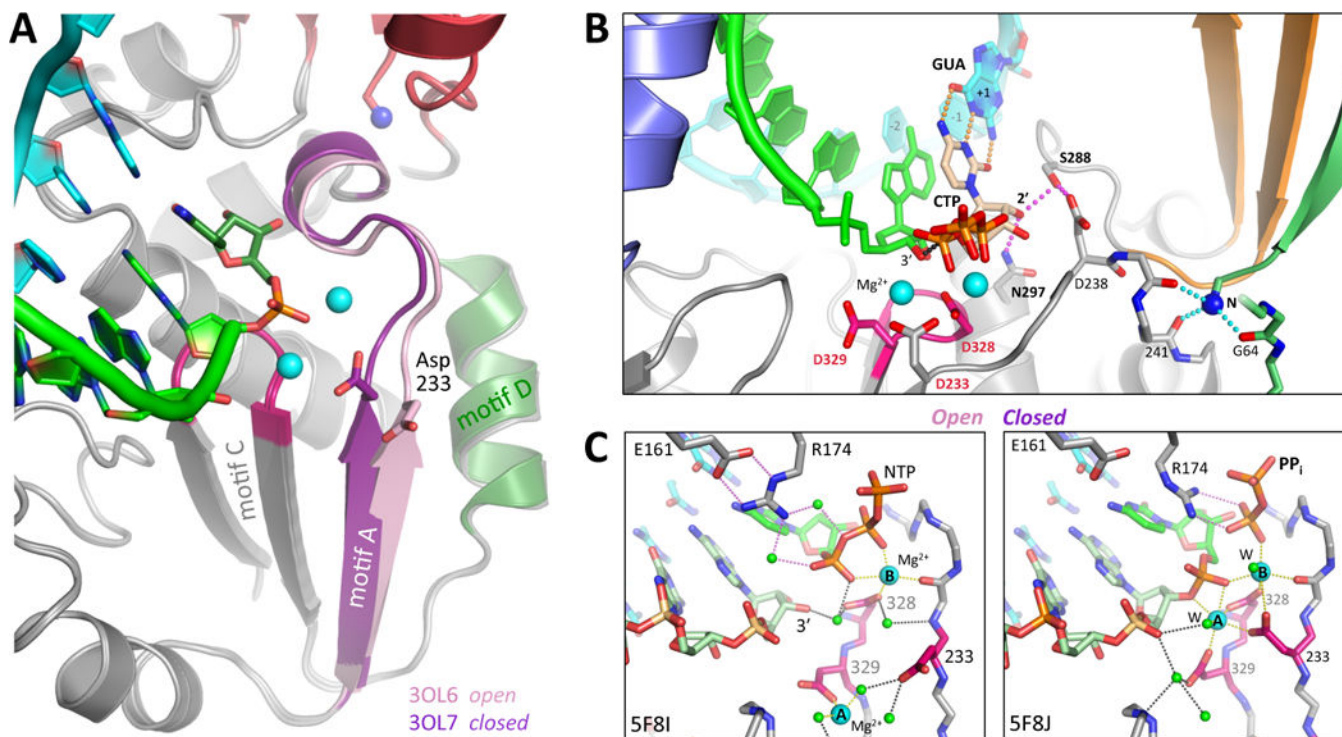 A
Asp
233
motif D
motif C
motif A
3OL6 open
3OL7 closed
B
GUA
+1
-1
-2
S288
CTP
2′
3′
Mg2+
N297
D238
N
D329
D328
241
G64
D233
Open Closed
C
E161
R174
NTP
Mg2+
B
328
3′
329
233
A
Mg2+
5F8I
R174
PPi
W
B
328
W
A
233
329
5F8J